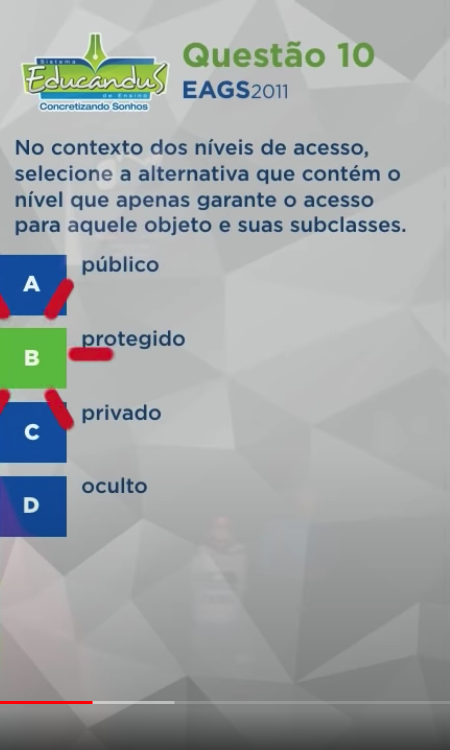 Sistema
Educandus
de Ensino
Concretizando Sonhos
Questão 10
EAGS2011
No contexto dos níveis de acesso,
selecione a alternativa que contém o
nível que apenas garante o acesso
para aquele objeto e suas subclasses.
A público
B protegido
C privado
D oculto